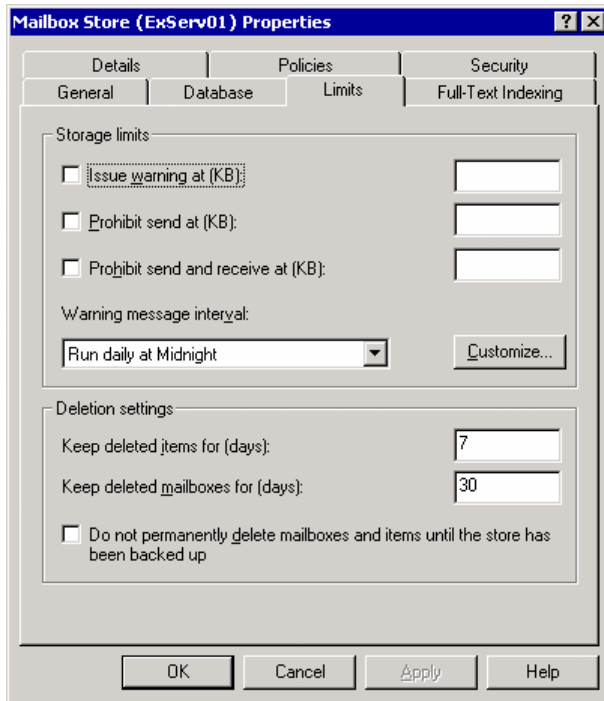 Mailbox Store (ExServ01) Properties
Details Policies Security
General Database Limits Full-Text Indexing
Storage limits
Issue warning at (KB):
Prohibit send at (KB):
Prohibit send and receive at (KB):
Warning message interval:
Run daily at Midnight Customize...
Deletion settings
Keep deleted items for (days): 7
Keep deleted mailboxes for (days): 30
Do not permanently delete mailboxes and items until the store has
been backed up
OK Cancel Apply Help